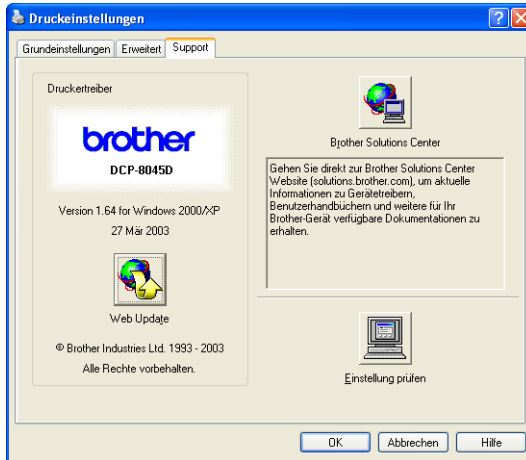 Druckeinstellungen
Grundeinstellungen Erweitert Support
Druckertreiber
brother
DCP-8045D
Version 1.64 for Windows 2000/XP
27 Mär 2003
Web Update
© Brother Industries Ltd. 1993 - 2003
Alle Rechte vorbehalten.
Brother Solutions Center
Gehen Sie direkt zur Brother Solutions Center
Website (solutions.brother.com), um aktuelle
Informationen zu Gerätetreibern,
Benutzerhandbüchern und weitere für Ihr
Brother-Gerät verfügbare Dokumentationen zu
erhalten.
Einstellung prüfen
OK Abbrechen Hilfe